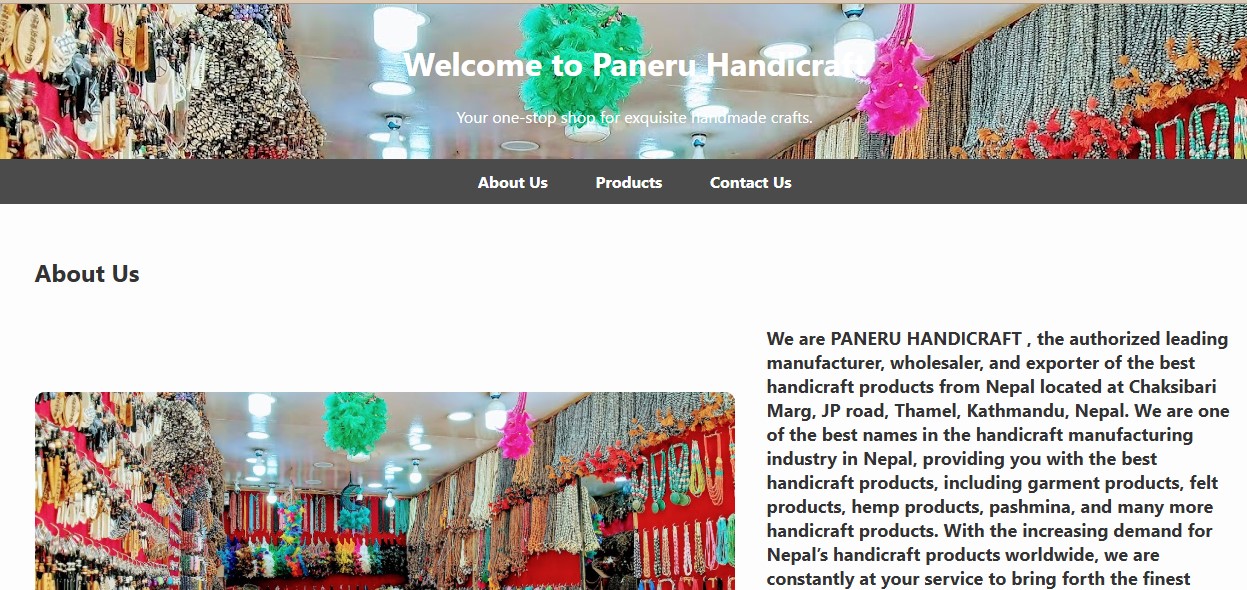 Welcome to Paneru Handicraft
Your one-stop shop for exquisite handmade crafts.
About Us Products Contact Us
About Us
We are PANERU HANDICRAFT , the authorized leading
manufacturer, wholesaler, and exporter of the best
handicraft products from Nepal located at Chaksibari
Marg, JP road, Thamel, Kathmandu, Nepal. We are one
of the best names in the handicraft manufacturing
industry in Nepal, providing you with the best
handicraft products, including garment products, felt
products, hemp products, pashmina, and many more
handicraft products. With the increasing demand for
Nepal’s handicraft products worldwide, we are
constantly at your service to bring forth the finest